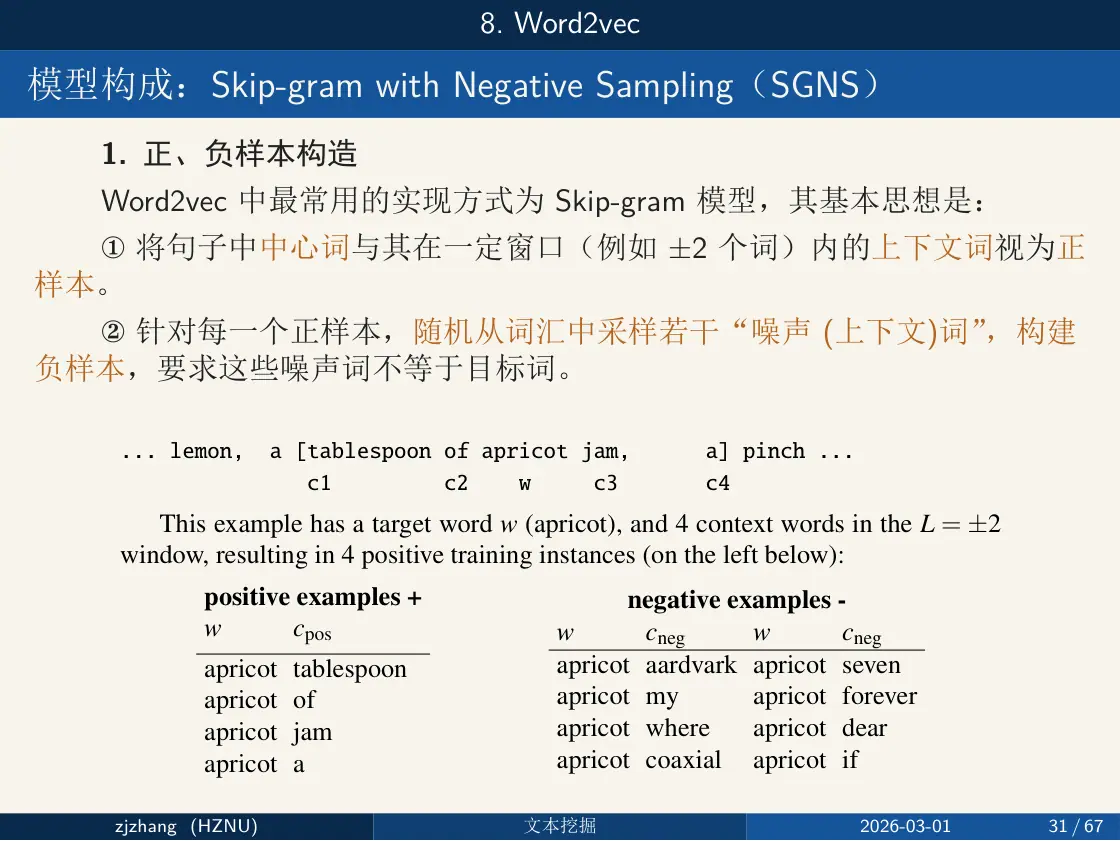 8. Word2vec
模型构成：Skip-gram with Negative Sampling（SGNS）
1. 正、负样本构造
Word2vec 中最常用的实现方式为 Skip-gram 模型，其基本思想是：
① 将句子中中心词与其在一定窗口（例如 ±2 个词）内的上下文词视为正
样本。
② 针对每一个正样本，随机从词汇中采样若干“噪声 (上下文)词”，构建
负样本，要求这些噪声词不等于目标词。
... lemon, a [tablespoon of apricot jam, a] pinch ...
c1 c2 w c3 c4
This example has a target word w (apricot), and 4 context words in the L = ±2
window, resulting in 4 positive training instances (on the left below):
positive examples +
w cpos
apricot tablespoon
apricot of
apricot jam
apricot a
negative examples -
w cneg w cneg
apricot aardvark apricot seven
apricot my apricot forever
apricot where apricot dear
apricot coaxial apricot if
zjzhang (HZNU) 文本挖掘 2026-03-01 31 / 67